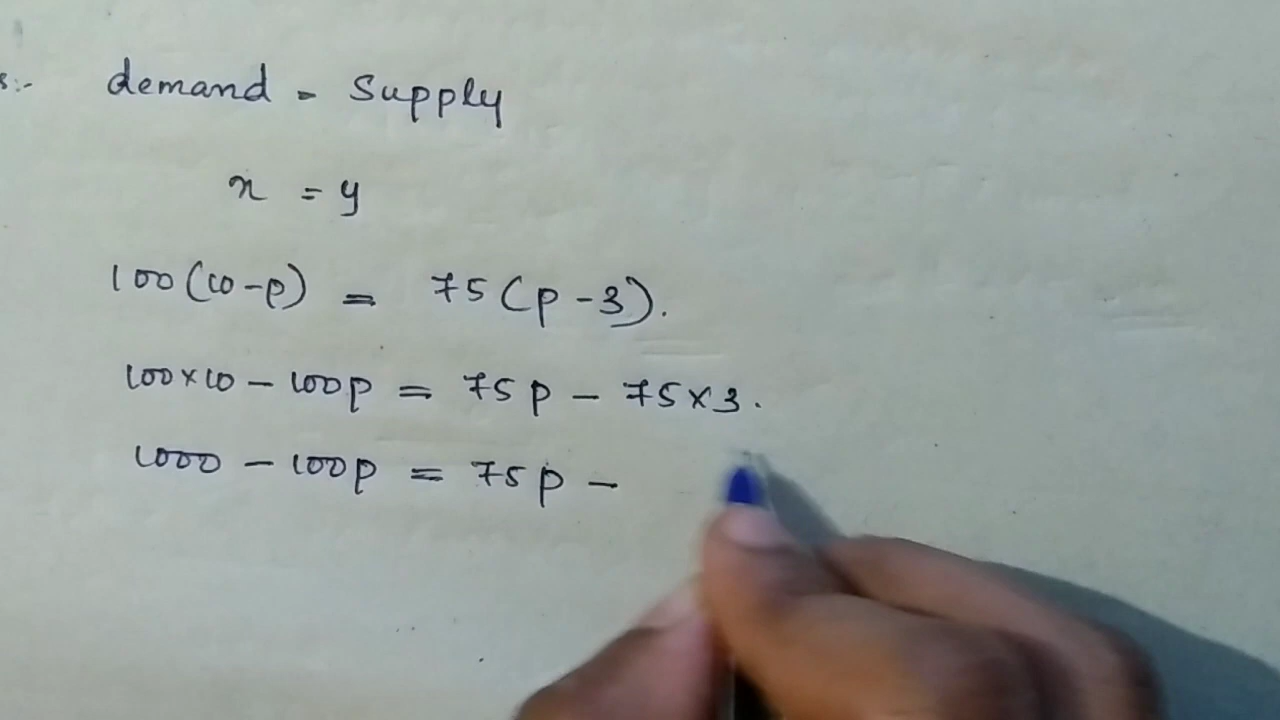 s:- demand = Supply
x = y
100(10-p) = 75(p-3).
100×10 - 100p = 75p - 75×3.
1000 - 100p = 75p -